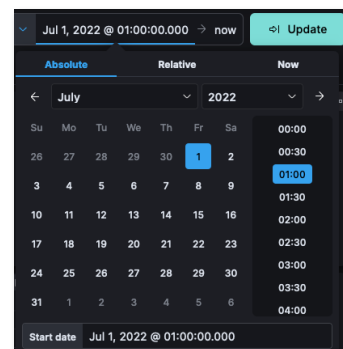 Jul 1, 2022 @ 01:00:00.000 → now Update
Absolute Relative Now
← July 2022 →
Su Mo Tu We Th Fr Sa 00:00
26 27 28 29 30 1 2 00:30
01:00
3 4 5 6 7 8 9 01:30
10 11 12 13 14 15 16 02:00
17 18 19 20 21 22 23 02:30
24 25 26 27 28 29 30 03:00
03:30
31 1 2 3 4 5 6 04:00
Start date Jul 1, 2022 @ 01:00:00.000